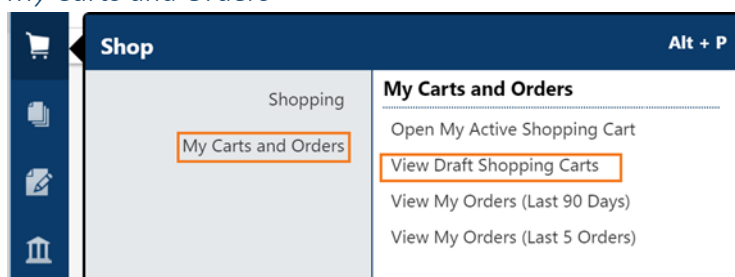 My Carts and Orders
Shop
Alt + P
Shopping
My Carts and Orders
My Carts and Orders
Open My Active Shopping Cart
View Draft Shopping Carts
View My Orders (Last 90 Days)
View My Orders (Last 5 Orders)